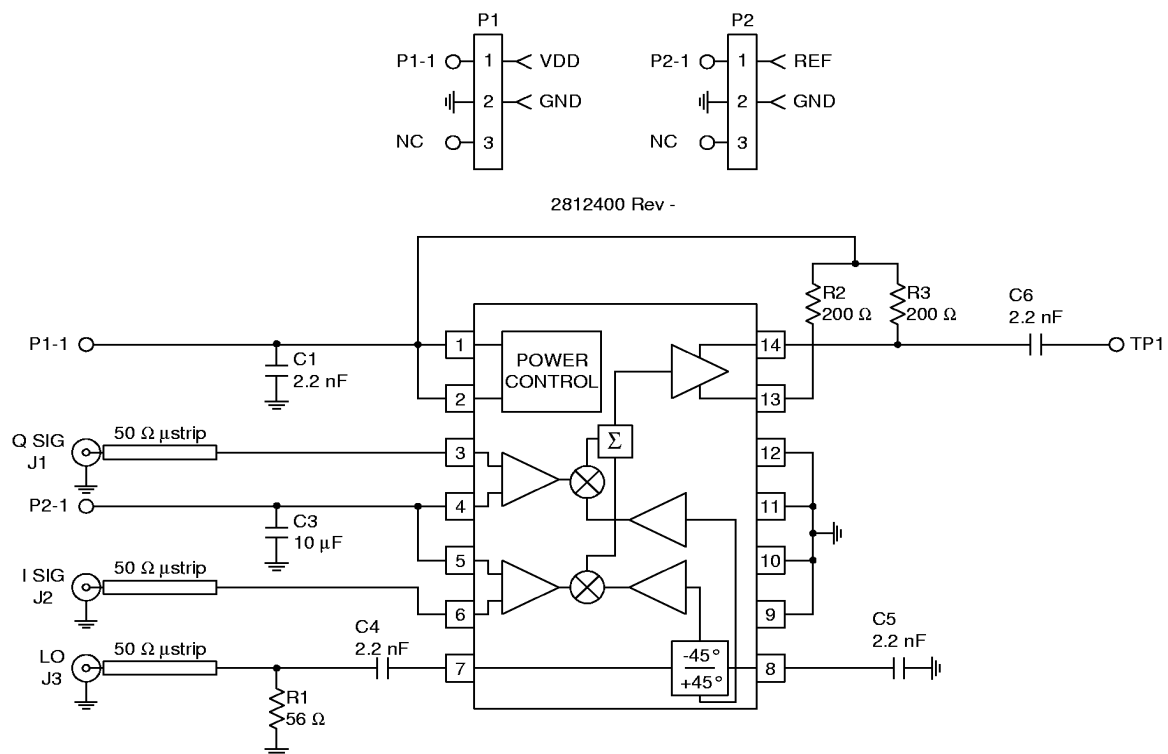 P1
P2
P1-1
1
VDD
P2-1
1
REF
2
GND
2
GND
NC
3
NC
3
2812400 Rev -
R2
200 Ω
R3
200 Ω
C6
2.2 nF
P1-1
C1
2.2 nF
1
2
POWER
CONTROL
14
13
TP1
Q SIG
J1
50 Ω μstrip
3
Σ
12
P2-1
C3
10 μF
4
11
5
10
I SIG
J2
50 Ω μstrip
6
9
LO
J3
50 Ω μstrip
C4
2.2 nF
7
-45°
+45°
8
C5
2.2 nF
R1
56 Ω